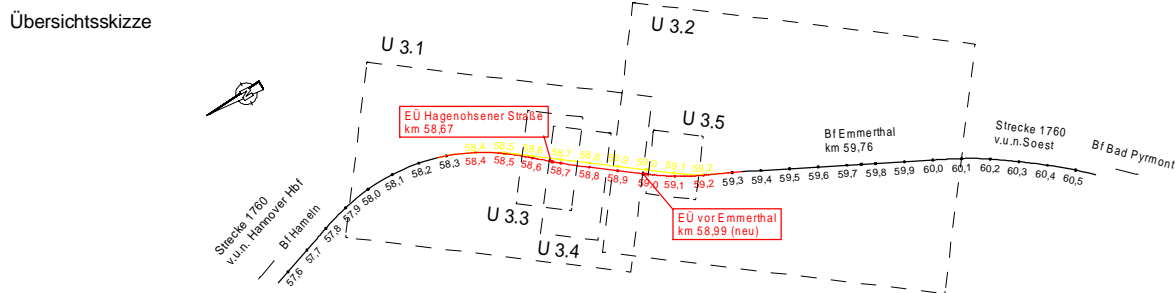 Übersichtsskizze
U 3.1
U 3.2
EÜ Hagenohsener Straße
km 58,67
U 3.5
Bf Emmerthal
km 59,76
Strecke 1760
v.u.n.Soest
Bf Bad Pyrmont
58,4 58,5 58,6 58,7 58,8 58,9 59,0 59,1 59,2
57,6 57,7 57,8 57,9 58,0 58,1 58,2 58,3 58,4 58,5 58,6 58,7 58,8 58,9 59,0 59,1 59,2 59,3 59,4 59,5 59,6 59,7 59,8 59,9 60,0 60,1 60,2 60,3 60,4 60,5
Strecke 1760
v.u.n. Hannover Hbf
Bf Hameln
U 3.3
U 3.4
EÜ vor Emmerthal
km 58,99 (neu)